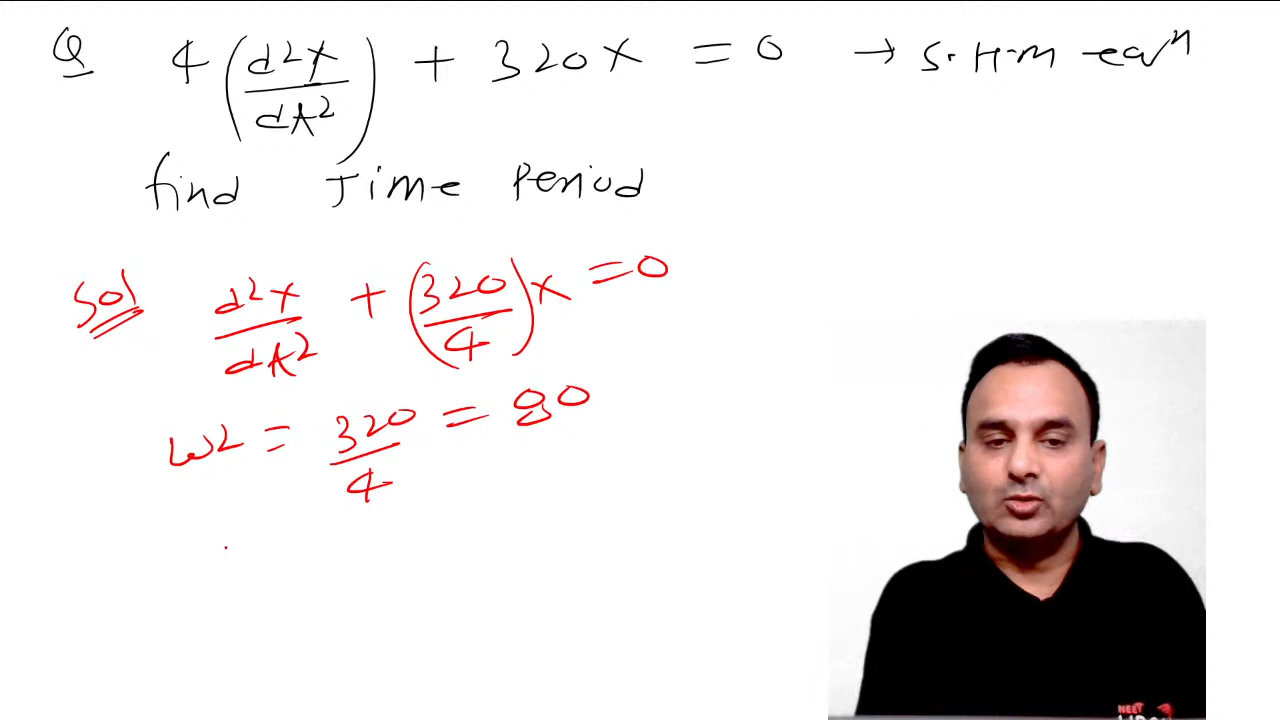 Q 4(d²x/dt²) + 320x = 0 → S.H.M eqⁿ
find Time Period
Sol d²x/dt² + (320/4)x = 0
ω² = 320/4 = 80
NEET